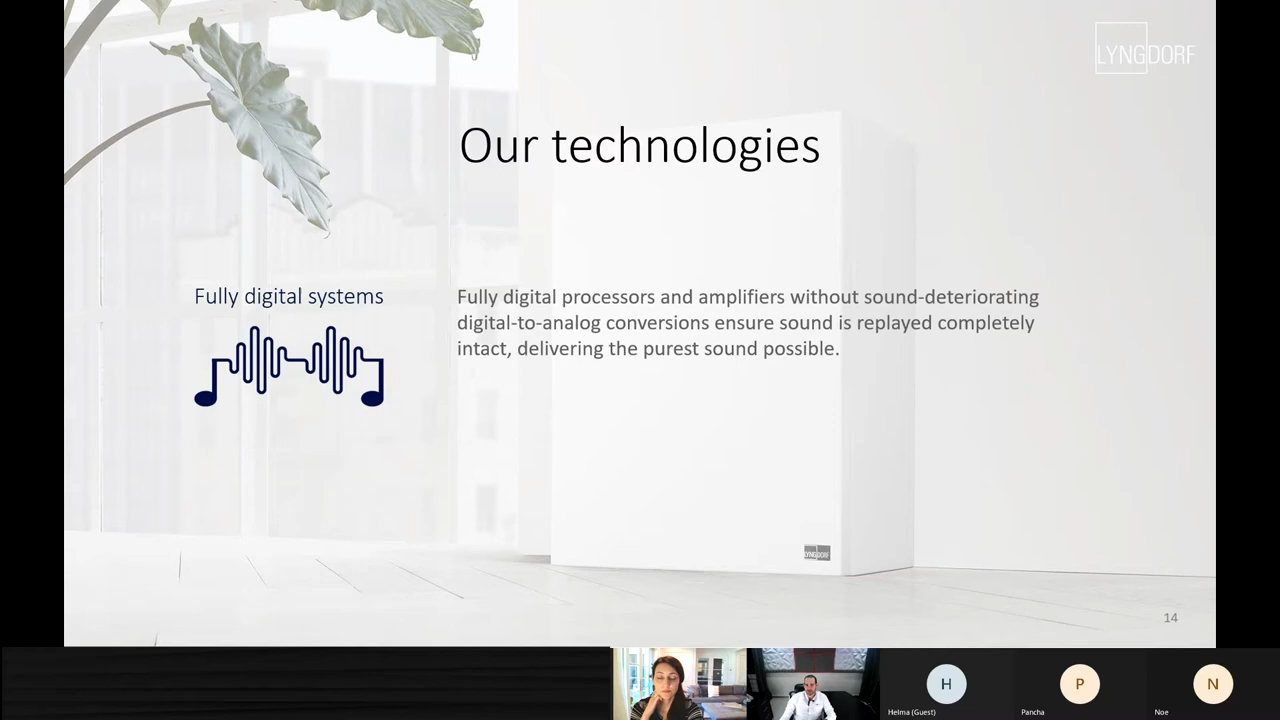 LYNGDORF
Our technologies
Fully digital systems
Fully digital processors and amplifiers without sound-deteriorating
digital-to-analog conversions ensure sound is replayed completely
intact, delivering the purest sound possible.
LYNGDORF
14
H
P
N
Helma (Guest)
Pancha
Noe